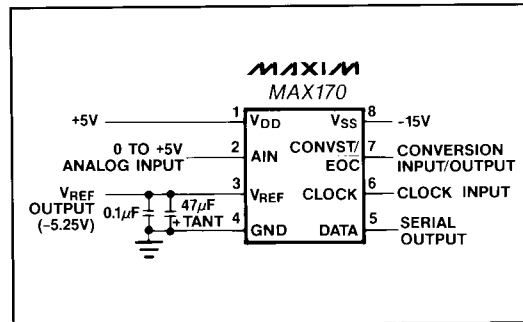 MAXIM
MAX170
+5V 1 VDD VSS 8 -15V
0 TO +5V ANALOG INPUT 2 AIN CONVST/EOC 7 CONVERSION INPUT/OUTPUT
VREF OUTPUT (-5.25V) 0.1µF 47µF + TANT 3 VREF CLOCK 6 CLOCK INPUT
4 GND DATA 5 SERIAL OUTPUT